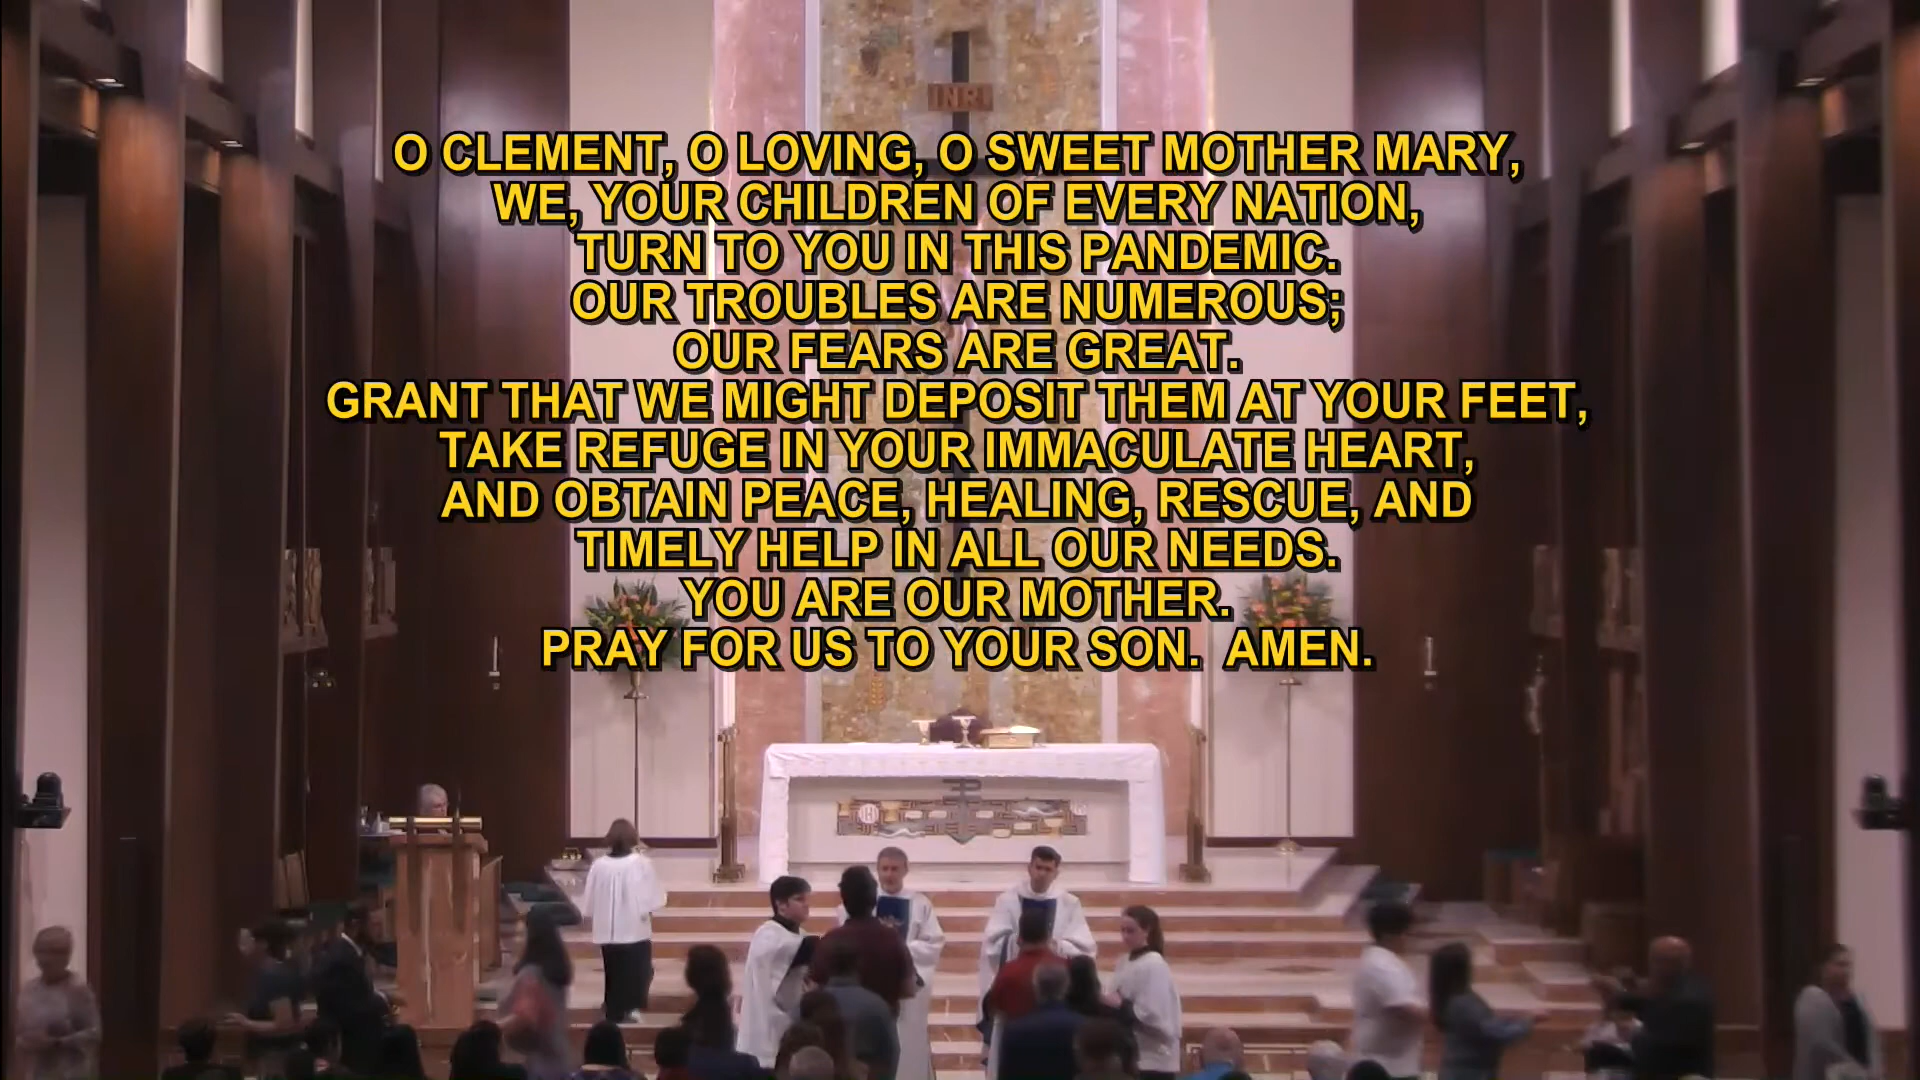 INRI
O CLEMENT, O LOVING, O SWEET MOTHER MARY,
WE, YOUR CHILDREN OF EVERY NATION,
TURN TO YOU IN THIS PANDEMIC.
OUR TROUBLES ARE NUMEROUS;
OUR FEARS ARE GREAT.
GRANT THAT WE MIGHT DEPOSIT THEM AT YOUR FEET,
TAKE REFUGE IN YOUR IMMACULATE HEART,
AND OBTAIN PEACE, HEALING, RESCUE, AND
TIMELY HELP IN ALL OUR NEEDS.
YOU ARE OUR MOTHER.
PRAY FOR US TO YOUR SON. AMEN.